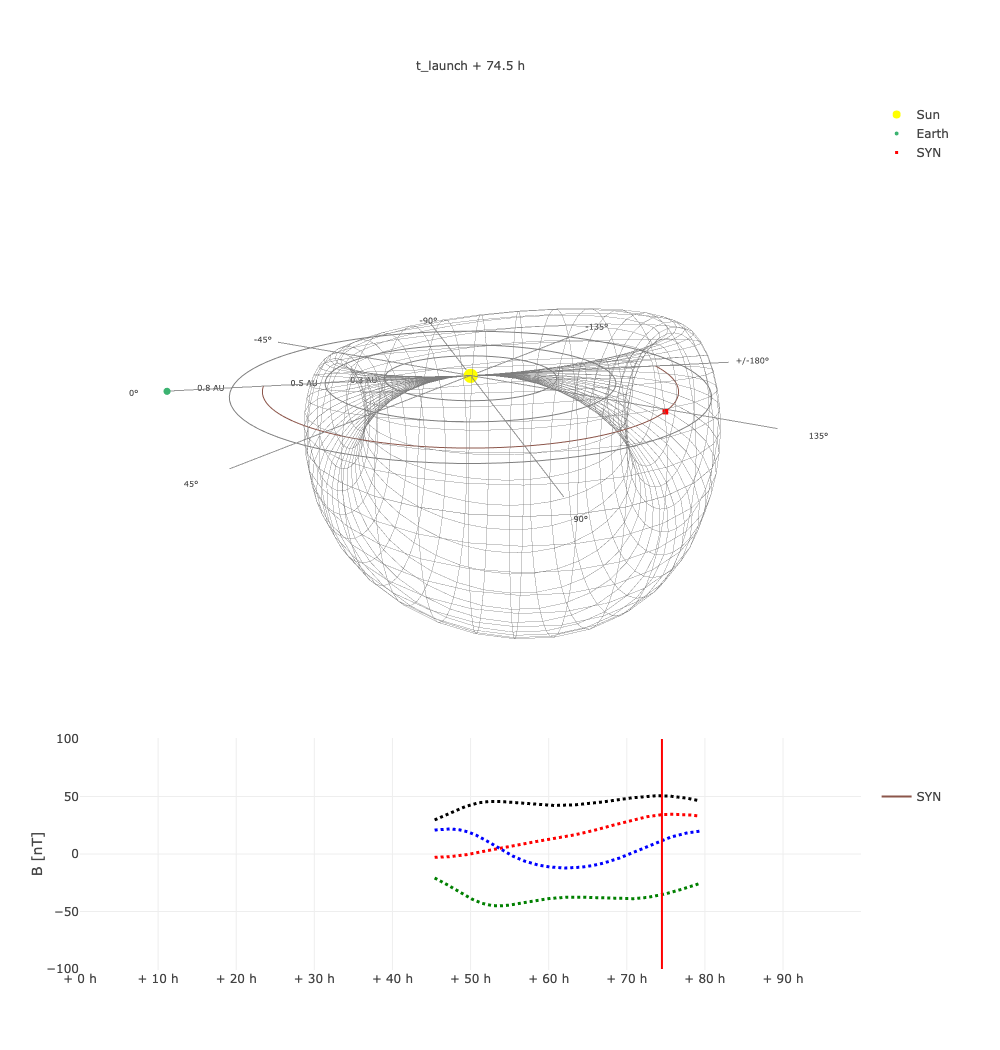 t_launch + 74.5 h
Sun
Earth
SYN
-90°
-135°
-45°
+/-180°
0.3 AU
0.5 AU
0.8 AU
0°
135°
45°
90°
100
50
0
−50
−100
B [nT]
SYN
+ 0 h
+ 10 h
+ 20 h
+ 30 h
+ 40 h
+ 50 h
+ 60 h
+ 70 h
+ 80 h
+ 90 h